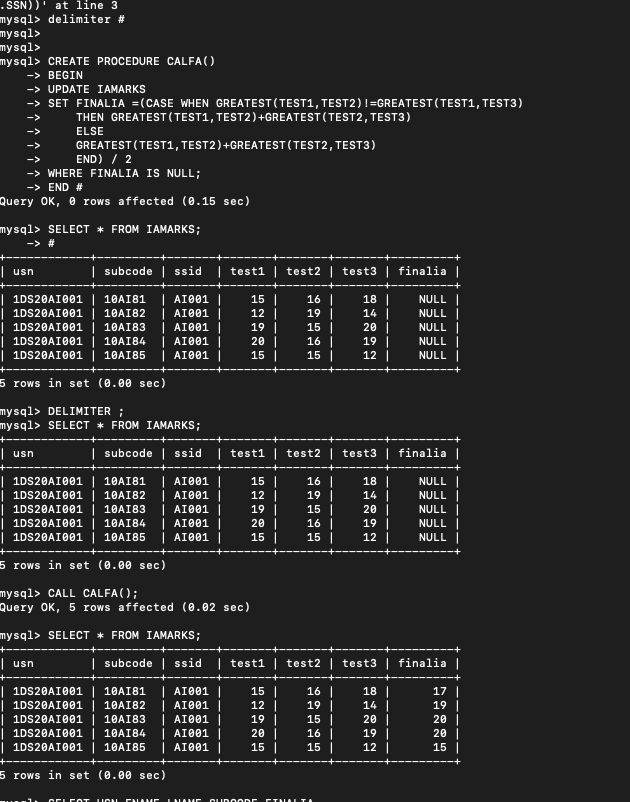 .SSN))' at line 3
mysql> delimiter #
mysql>
mysql>
mysql> CREATE PROCEDURE CALFA()
    -> BEGIN
    -> UPDATE IAMARKS
    -> SET FINALIA =(CASE WHEN GREATEST(TEST1,TEST2)!=GREATEST(TEST1,TEST3)
    ->     THEN GREATEST(TEST1,TEST2)+GREATEST(TEST2,TEST3)
    ->     ELSE
    ->     GREATEST(TEST1,TEST2)+GREATEST(TEST2,TEST3)
    ->     END) / 2
    -> WHERE FINALIA IS NULL;
    -> END #
Query OK, 0 rows affected (0.15 sec)
mysql> SELECT * FROM IAMARKS;
    -> #
| usn | subcode | ssid | test1 | test2 | test3 | finalia |
| 1DS20AI001 | 10AI81 | AI001 | 15 | 16 | 18 | NULL |
| 1DS20AI001 | 10AI82 | AI001 | 12 | 19 | 14 | NULL |
| 1DS20AI001 | 10AI83 | AI001 | 19 | 15 | 20 | NULL |
| 1DS20AI001 | 10AI84 | AI001 | 20 | 16 | 19 | NULL |
| 1DS20AI001 | 10AI85 | AI001 | 15 | 15 | 12 | NULL |
5 rows in set (0.00 sec)
mysql> DELIMITER ;
mysql> SELECT * FROM IAMARKS;
| usn | subcode | ssid | test1 | test2 | test3 | finalia |
| 1DS20AI001 | 10AI81 | AI001 | 15 | 16 | 18 | NULL |
| 1DS20AI001 | 10AI82 | AI001 | 12 | 19 | 14 | NULL |
| 1DS20AI001 | 10AI83 | AI001 | 19 | 15 | 20 | NULL |
| 1DS20AI001 | 10AI84 | AI001 | 20 | 16 | 19 | NULL |
| 1DS20AI001 | 10AI85 | AI001 | 15 | 15 | 12 | NULL |
5 rows in set (0.00 sec)
mysql> CALL CALFA();
Query OK, 5 rows affected (0.02 sec)
mysql> SELECT * FROM IAMARKS;
| usn | subcode | ssid | test1 | test2 | test3 | finalia |
| 1DS20AI001 | 10AI81 | AI001 | 15 | 16 | 18 | 17 |
| 1DS20AI001 | 10AI82 | AI001 | 12 | 19 | 14 | 19 |
| 1DS20AI001 | 10AI83 | AI001 | 19 | 15 | 20 | 20 |
| 1DS20AI001 | 10AI84 | AI001 | 20 | 16 | 19 | 20 |
| 1DS20AI001 | 10AI85 | AI001 | 15 | 15 | 12 | 15 |
5 rows in set (0.00 sec)